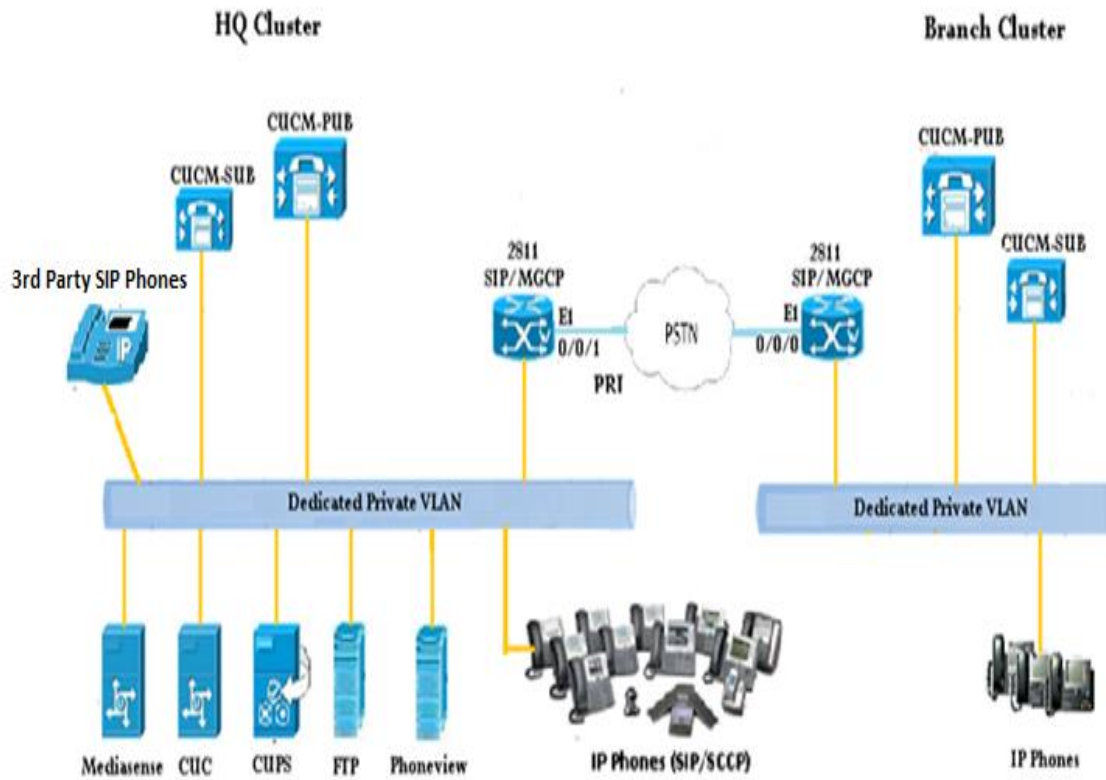 HQ Cluster
Branch Cluster
CUCM-PUB
CUCM-SUB
CUCM-PUB
CUCM-SUB
3rd Party SIP Phones
IP
2811
SIP/MGCP
E1
0/0/1
PRI
PSTN
2811
SIP/MGCP
E1
0/0/0
Dedicated Private VLAN
Dedicated Private VLAN
Mediasense
CUC
CUPS
FTP
Phoneview
IP Phones (SIP/SCCP)
IP Phones